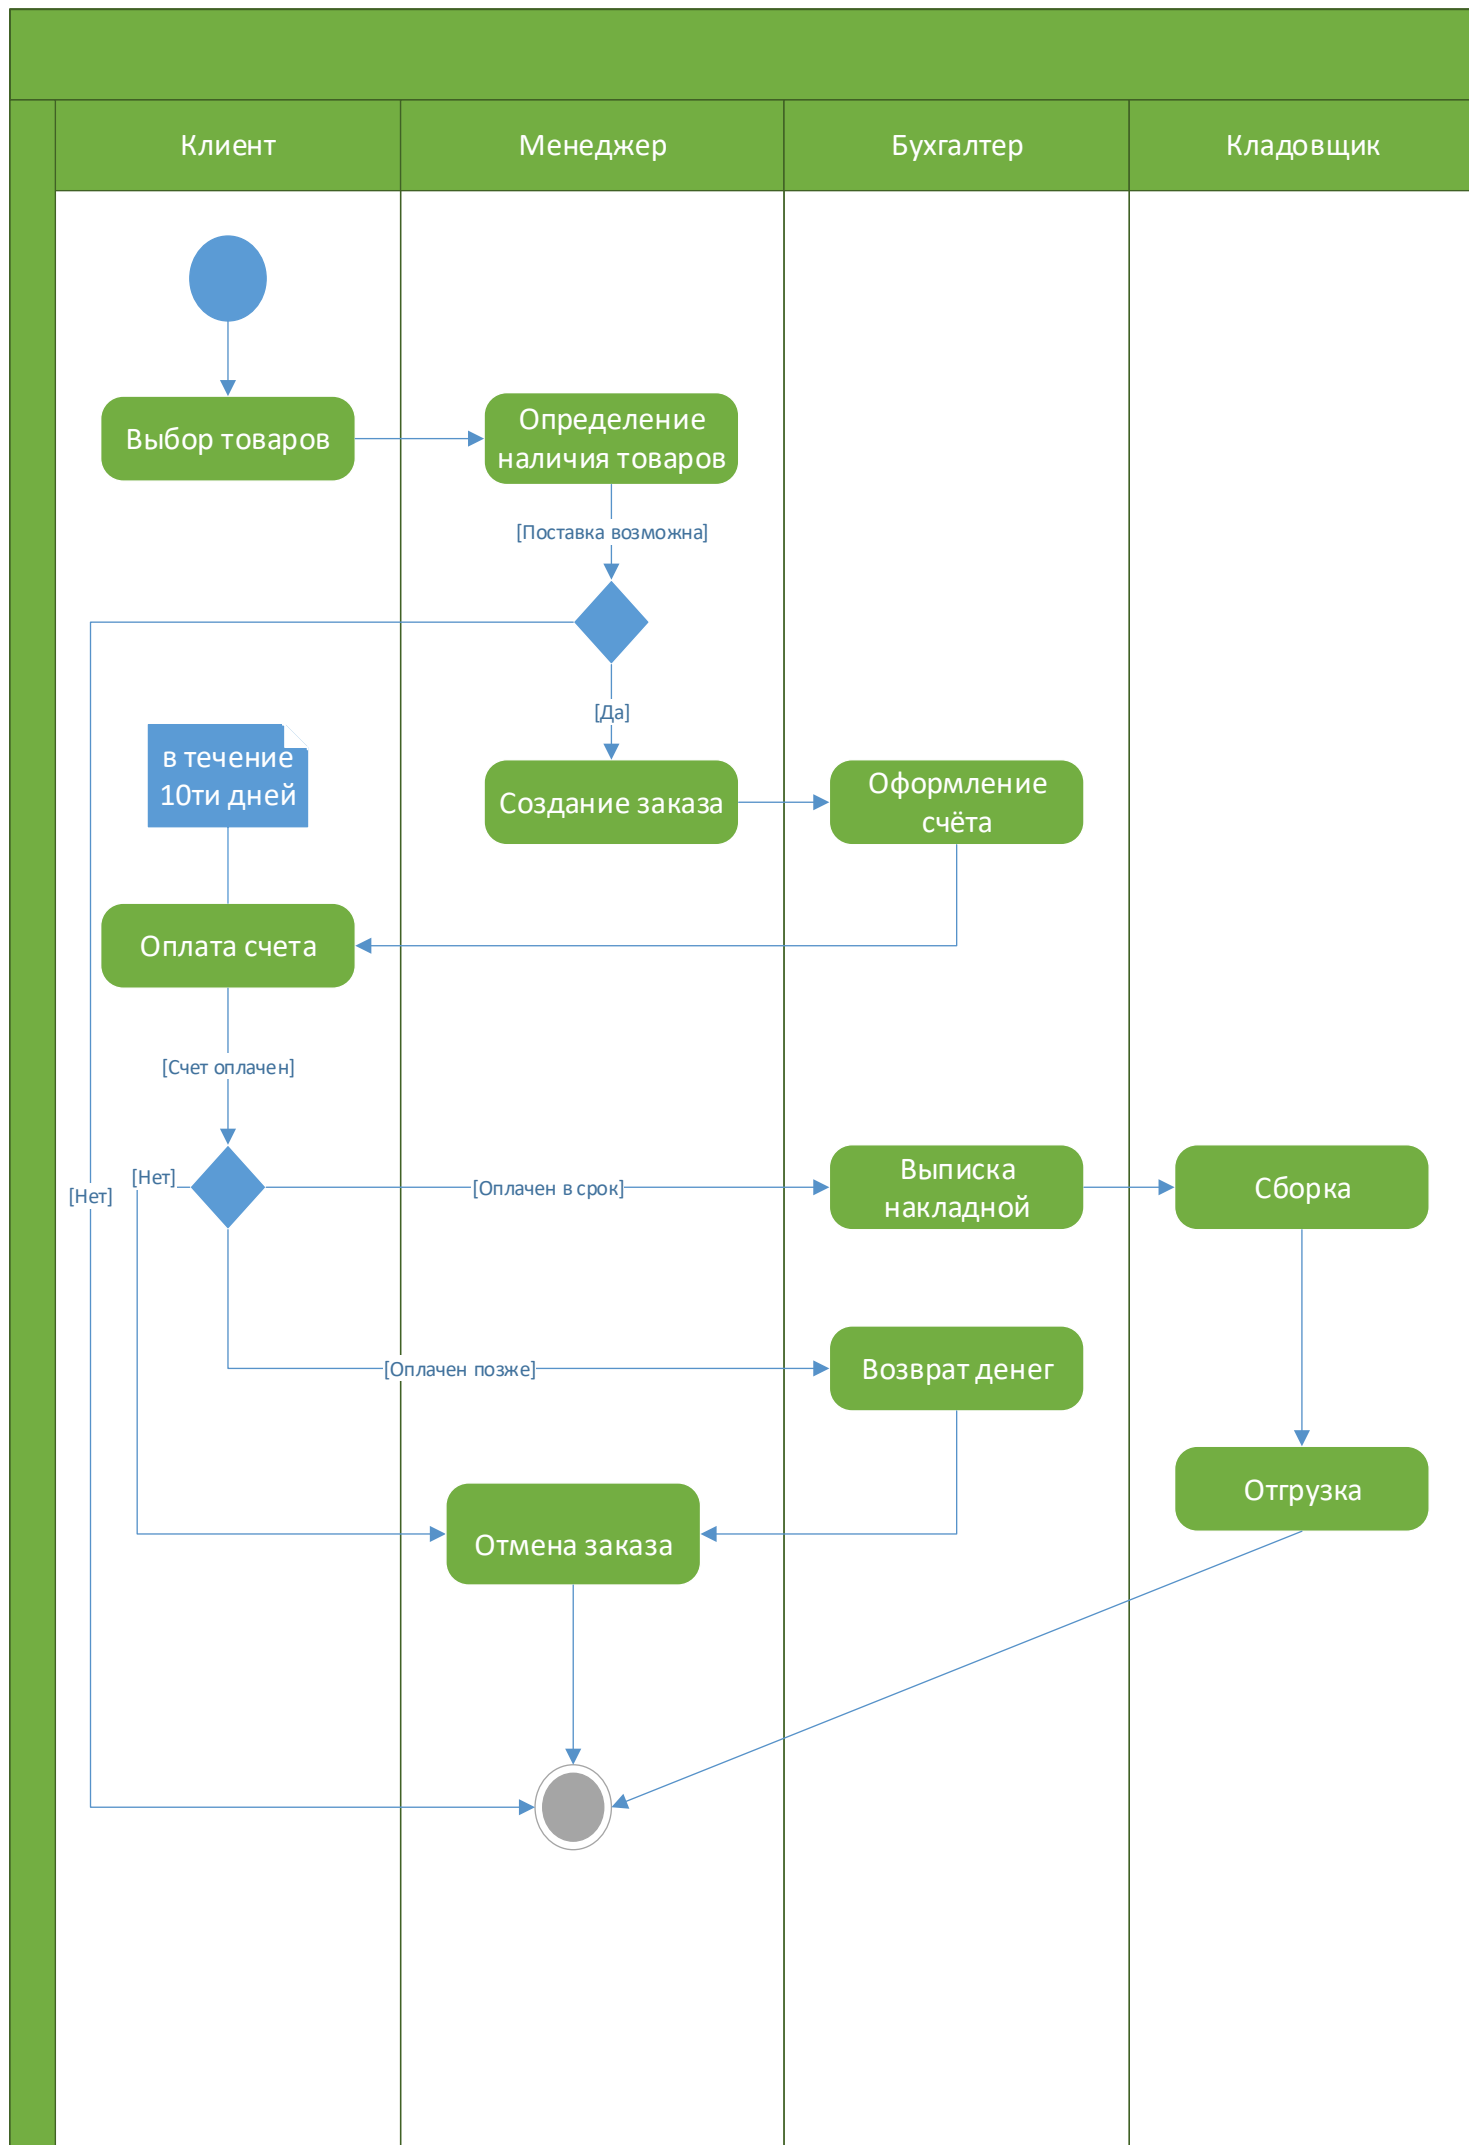 Клиент
Менеджер
Бухгалтер
Кладовщик
Выбор товаров
Определение
наличия товаров
[Поставка возможна]
[Да]
в течение
10ти дней
Создание заказа
Оформление
счёта
Оплата счета
[Счет оплачен]
[Нет]
[Нет]
[Оплачен в срок]
Выписка
накладной
Сборка
[Оплачен позже]
Возврат денег
Отгрузка
Отмена заказа